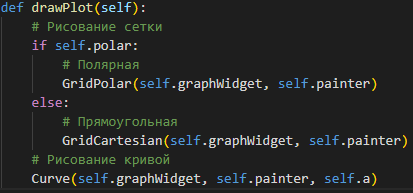 def drawPlot(self):
    # Рисование сетки
    if self.polar:
        # Полярная
        GridPolar(self.graphWidget, self.painter)
    else:
        # Прямоугольная
        GridCartesian(self.graphWidget, self.painter)
    # Рисование кривой
    Curve(self.graphWidget, self.painter, self.a)